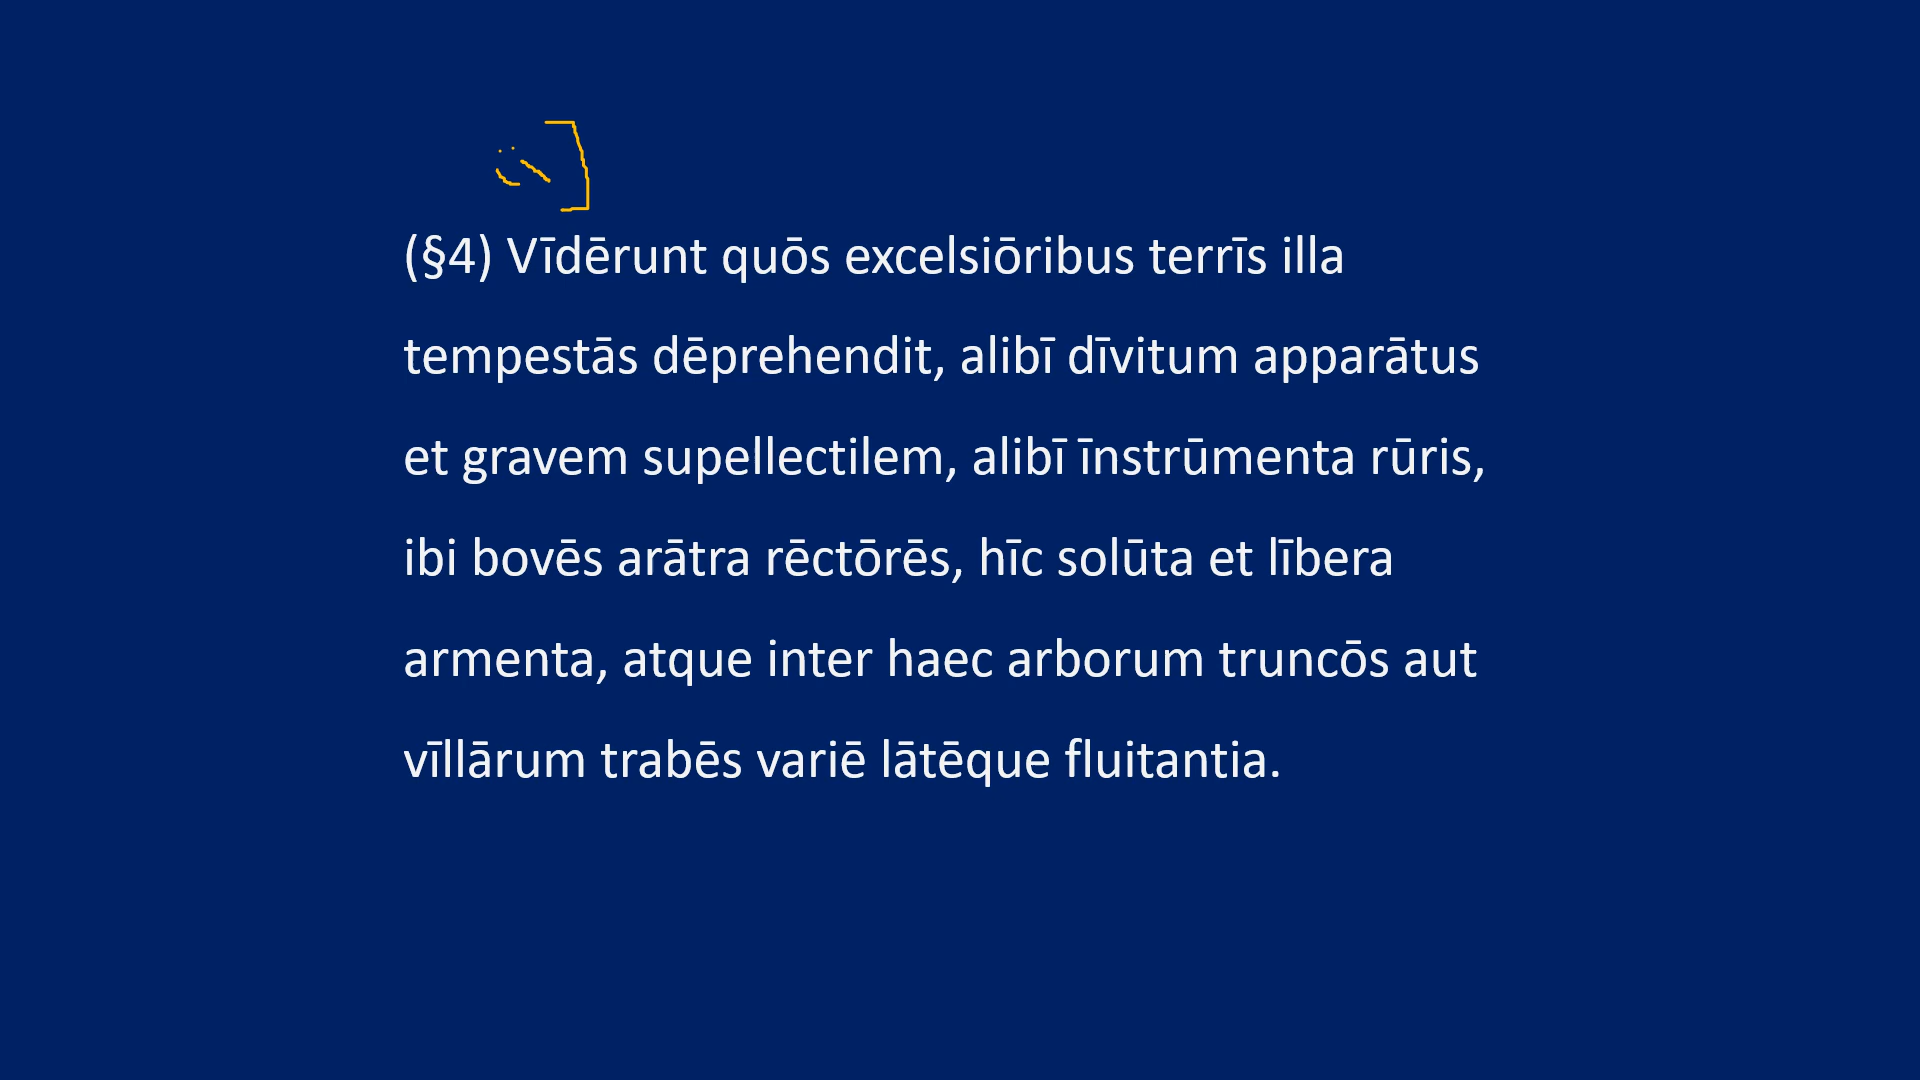 (§4) Vīdērunt quōs excelsiōribus terrīs illa
tempestās dēprehendit, alibī dīvitum apparātus
et gravem supellectilem, alibī īnstrūmenta rūris,
ibi bovēs arātra rēctōrēs, hīc solūta et lībera
armenta, atque inter haec arborum truncōs aut
vīllārum trabēs variē lātēque fluitantia.